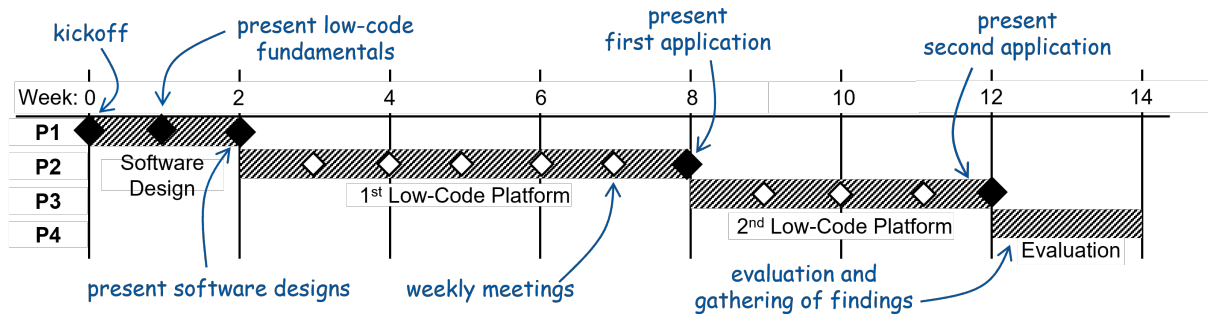 kickoff
present low-code
fundamentals
present
first application
present
second application
Week: 0 2 4 6 8 10 12 14
P1
P2
P3
P4
Software
Design
1st Low-Code Platform
2nd Low-Code Platform
Evaluation
present software designs
weekly meetings
evaluation and
gathering of findings